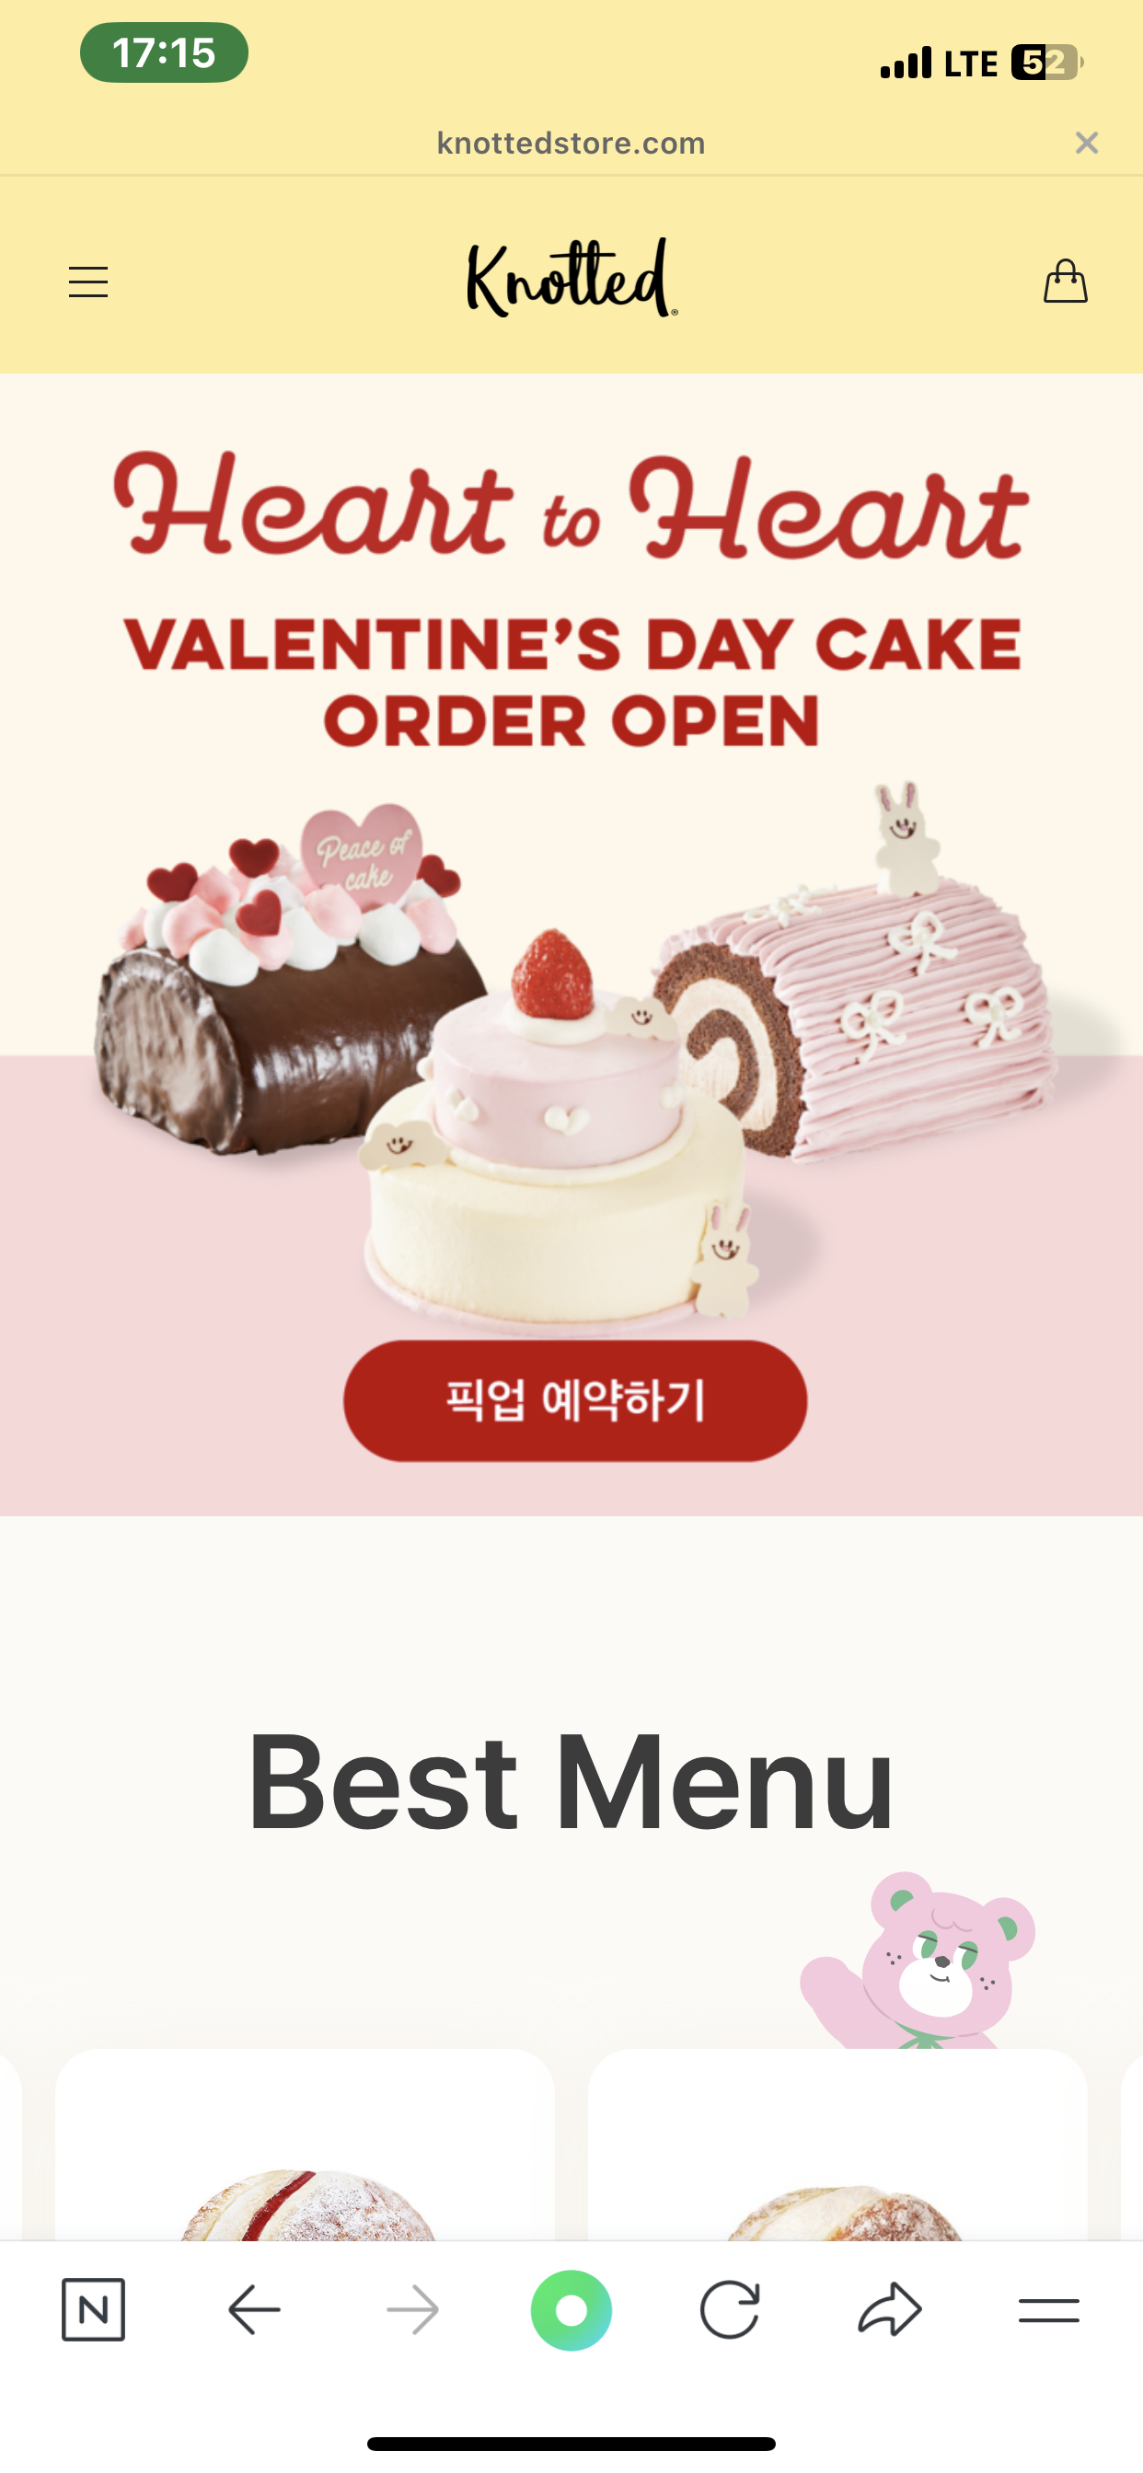 17:15
LTE 52
knottedstore.com
Knotted®
Heart to Heart
VALENTINE'S DAY CAKE
ORDER OPEN
Peace of
cake
픽업 예약하기
Best Menu
N